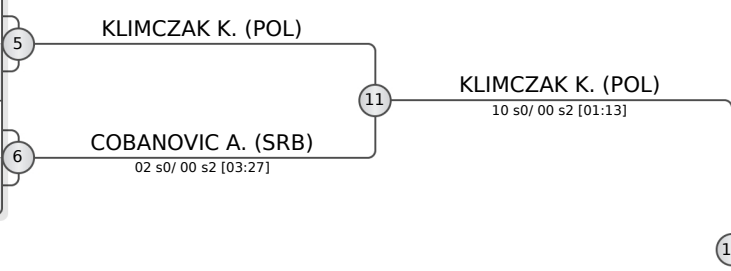 KLIMCZAK K. (POL)
5
11
KLIMCZAK K. (POL)
10 s0/ 00 s2 [01:13]
COBANOVIC A. (SRB)
6
02 s0/ 00 s2 [03:27]